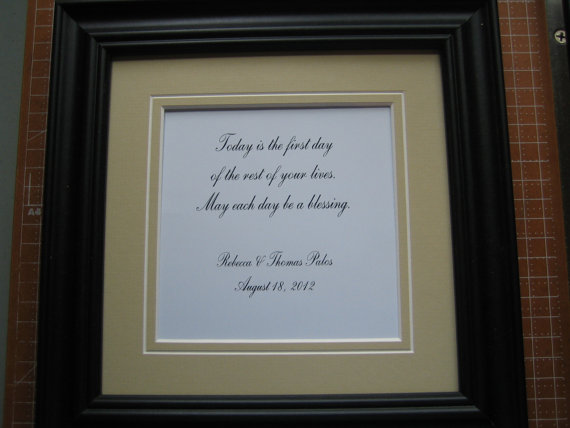 Today is the first day
of the rest of your lives.
May each day be a blessing.
Rebecca & Thomas Palos
August 18, 2012